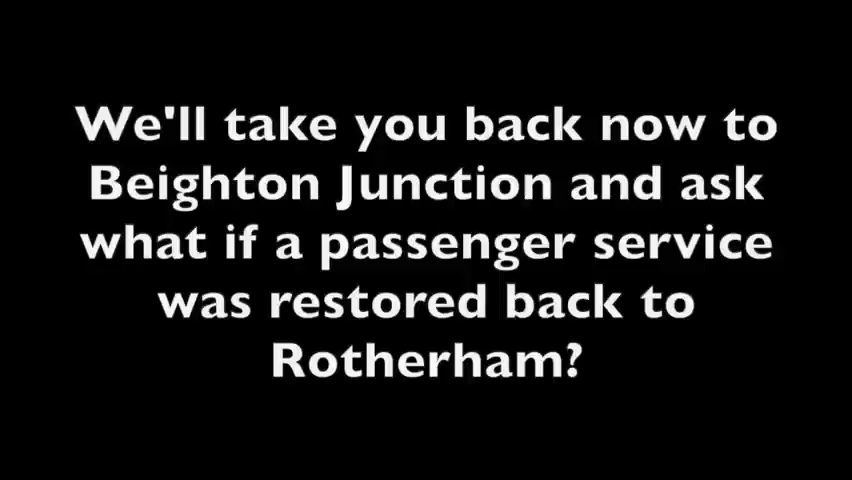 We'll take you back now to
Beighton Junction and ask
what if a passenger service
was restored back to
Rotherham?